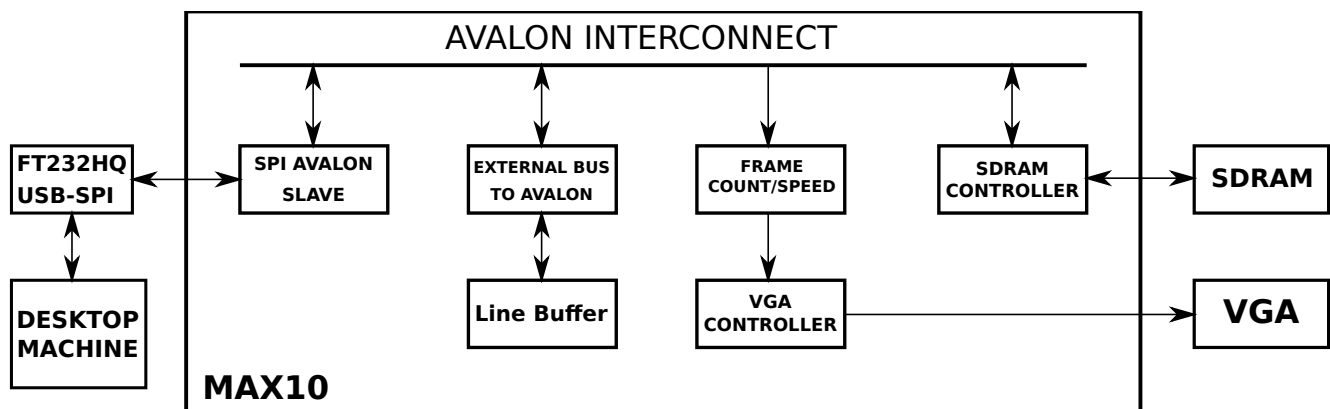 AVALON INTERCONNECT
FT232HQ
USB-SPI
SPI AVALON
SLAVE
EXTERNAL BUS
TO AVALON
FRAME
COUNT/SPEED
SDRAM
CONTROLLER
SDRAM
DESKTOP
MACHINE
Line Buffer
VGA
CONTROLLER
VGA
MAX10